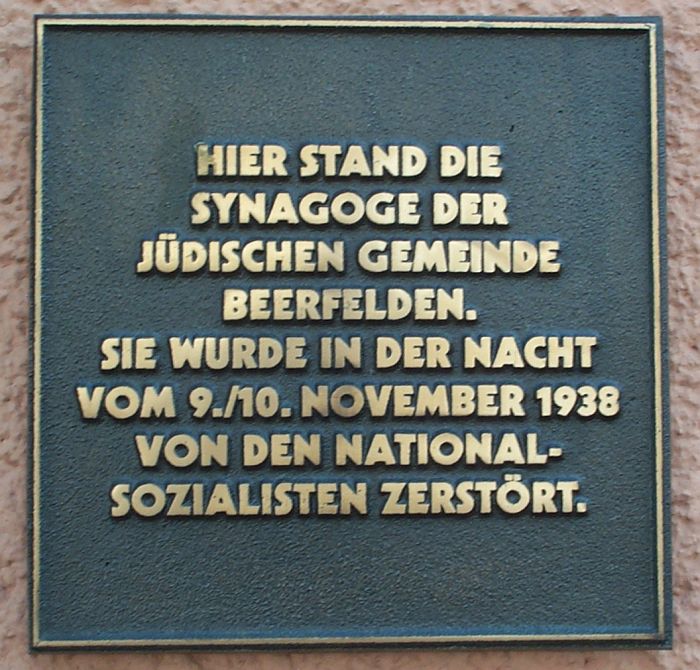 HIER STAND DIE
SYNAGOGE DER
JÜDISCHEN GEMEINDE
BEERFELDEN.
SIE WURDE IN DER NACHT
VOM 9./10. NOVEMBER 1938
VON DEN NATIONAL-
SOZIALISTEN ZERSTÖRT.